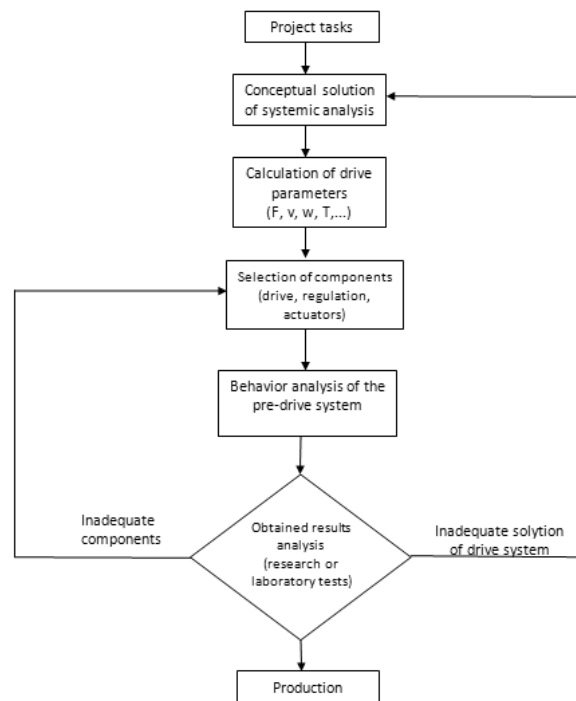 Project tasks
Conceptual solution
of systemic analysis
Calculation of drive
parameters
(F, v, w, T,...)
Selection of components
(drive, regulation,
actuators)
Behavior analysis of the
pre-drive system
Inadequate
components
Obtained results
analysis
(research or
laboratory tests)
Inadequate solytion
of drive system
Production